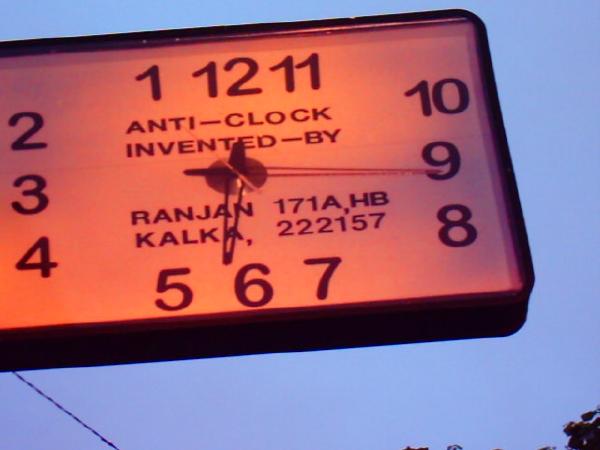 1 12 11
2 10
ANTI-CLOCK
INVENTED-BY
3 9
RANJAN 171A,HB
KALKA, 222157
4 8
5 6 7